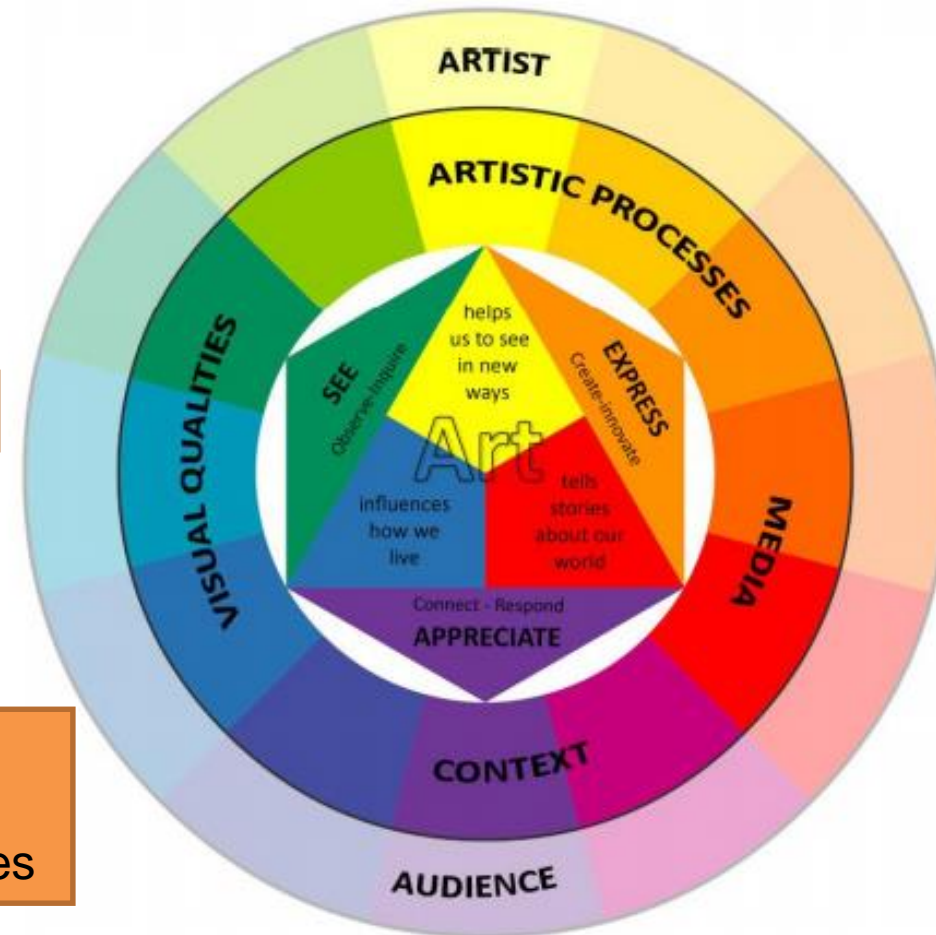 ARTIST
ARTISTIC PROCESSES
helps
us to see
in new
ways
SEE
Observe-Inquire
EXPRESS
Create-innovate
VISUAL QUALITIES
Art
influences
how we
live
tells
stories
about our
world
MEDIA
Connect - Respond
APPRECIATE
CONTEXT
es
AUDIENCE